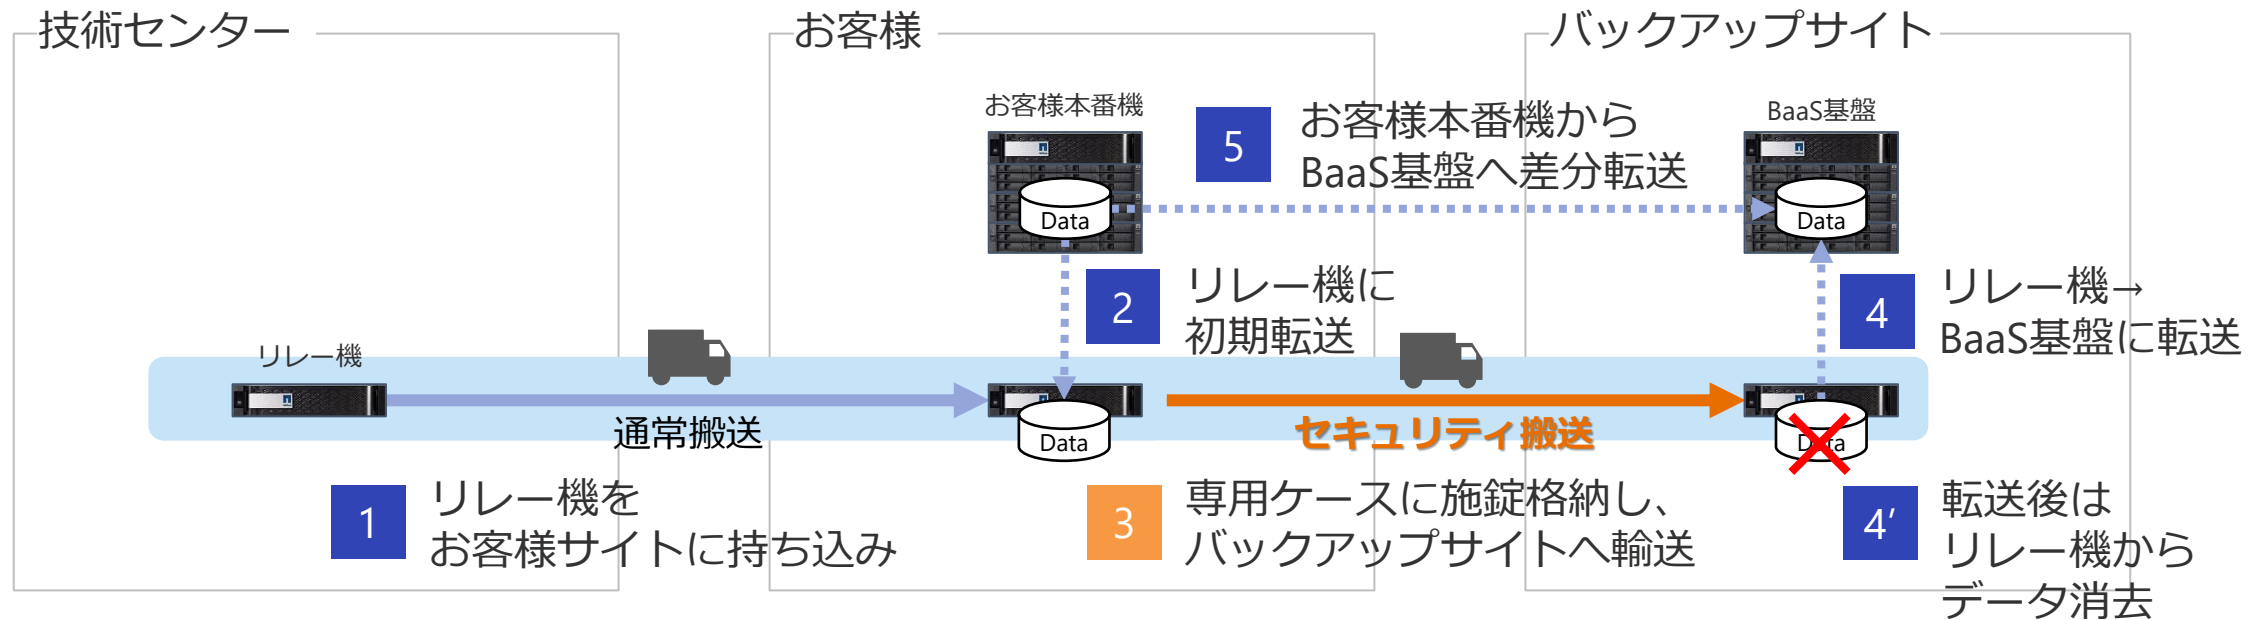 技術センター
お客様
バックアップサイト
お客様本番機
BaaS基盤
5
お客様本番機から
BaaS基盤へ差分転送
Data
Data
2
リレー機に
初期転送
4
リレー機→
BaaS基盤に転送
リレー機
通常搬送
Data
セキュリティ搬送
Data
1
リレー機を
お客様サイトに持ち込み
3
専用ケースに施錠格納し、
バックアップサイトへ輸送
4’
転送後は
リレー機から
データ消去